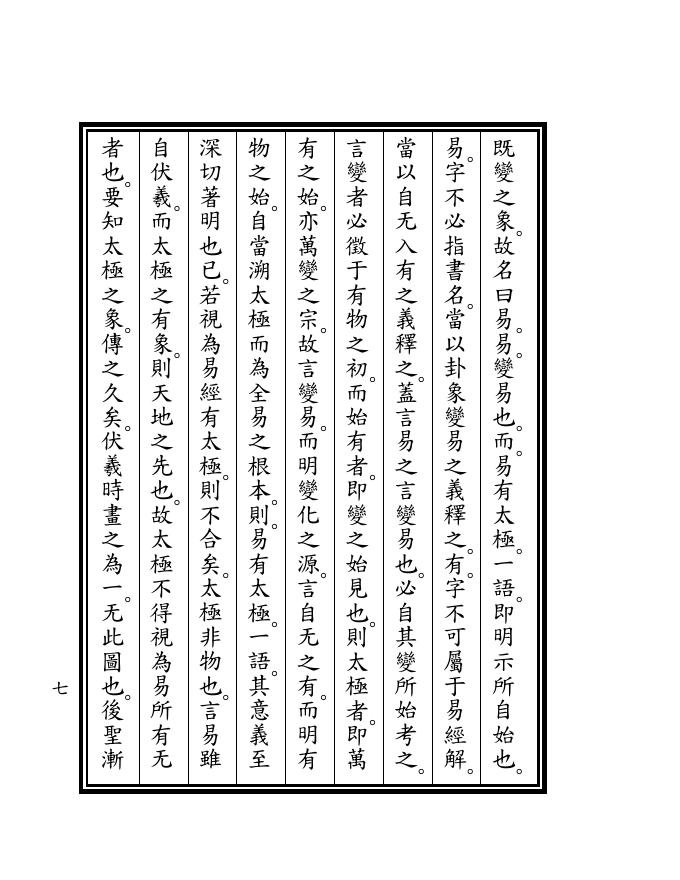 既變之象。故名曰易。易。變易也。而。易有太極。一語。即明示所自始也。
易。字不必指書名。當以卦象變易之義釋之。有。字不可屬于易經解。
當以自无入有之義釋之。蓋言易之言變易也。必自其變所始考之。
言變者必徵于有物之初。而始有者。即變之始見也。則太極者。即萬
有之始。亦萬變之宗。故言變易。而明變化之源。言自无之有。而明有
物之始。自當溯太極而為全易之根本。則。易有太極。一語。其意義至
深切著明也已。若視為易經有太極。則不合矣。太極非物也。言易雖
自伏羲。而太極之有象。則天地之先也。故太極不得視為易所有无
者也。要知太極之象。傳之久矣。伏羲時畫之為一。无此圖也。後聖漸
七